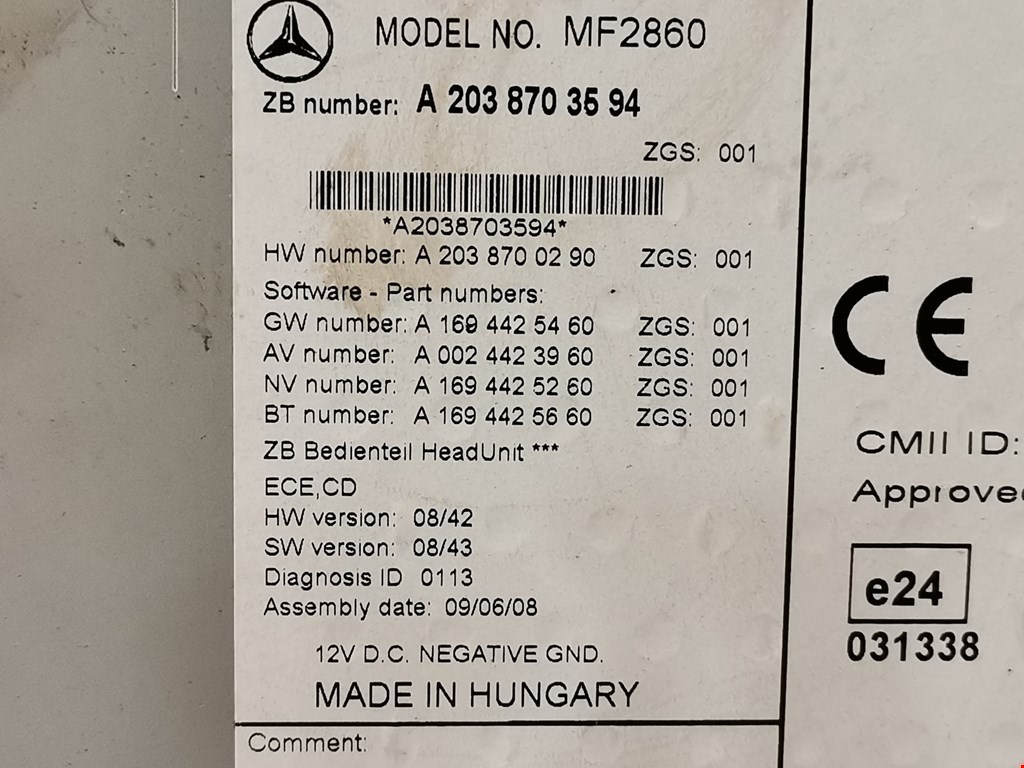 MODEL NO. MF2860
ZB number: A 203 870 35 94
ZGS: 001
*A2038703594*
HW number: A 203 870 02 90 ZGS: 001
Software - Part numbers:
GW number: A 169 442 54 60 ZGS: 001
AV number: A 002 442 39 60 ZGS: 001
NV number: A 169 442 52 60 ZGS: 001
BT number: A 169 442 56 60 ZGS: 001
ZB Bedienteil HeadUnit ***
ECE,CD
HW version: 08/42
SW version: 08/43
Diagnosis ID 0113
Assembly date: 09/06/08
12V D.C. NEGATIVE GND.
MADE IN HUNGARY
Comment:
CE
CMII ID:
Approve
e24
031338